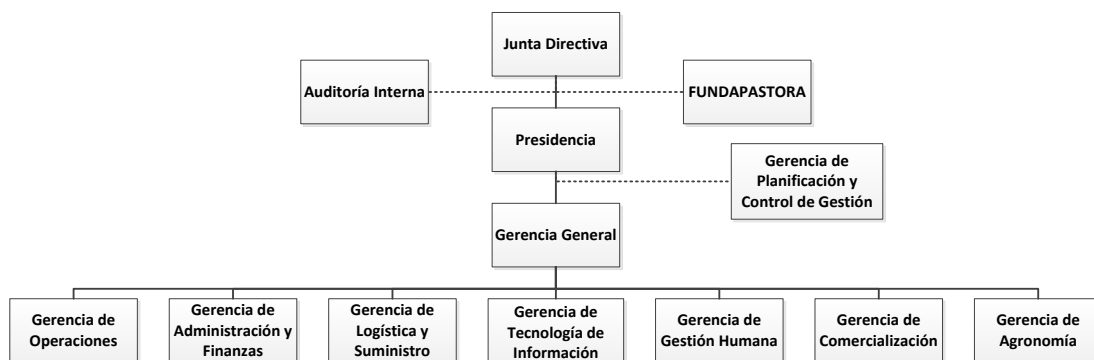 Junta Directiva
Auditoría Interna
FUNDAPASTORA
Presidencia
Gerencia de
Planificación y
Control de Gestión
Gerencia General
Gerencia de
Operaciones
Gerencia de
Administración y
Finanzas
Gerencia de
Logística y
Suministro
Gerencia de
Tecnología de
Información
Gerencia de
Gestión Humana
Gerencia de
Comercialización
Gerencia de
Agronomía